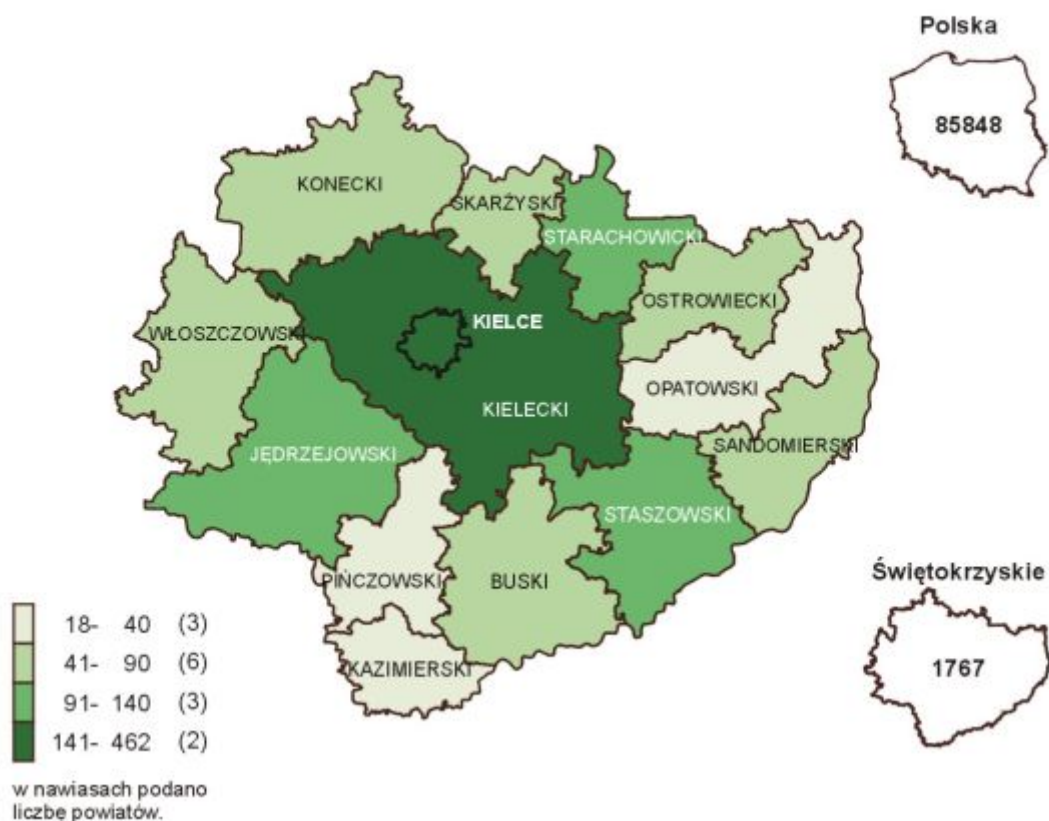 Polska
85848
KONECKI
SKARŻYSKI
STARACHOWICKI
OSTROWIECKI
KIELCE
WŁOSZCZOWSKI
OPATOWSKI
KIELECKI
SANDOMIERSKI
JĘDRZEJOWSKI
STASZOWSKI
PIŃCZOWSKI
BUSKI
KAZIMIERSKI
Świętokrzyskie
1767
18- 40 (3)
41- 90 (6)
91- 140 (3)
141- 462 (2)
w nawiasach podano
liczbę powiatów.